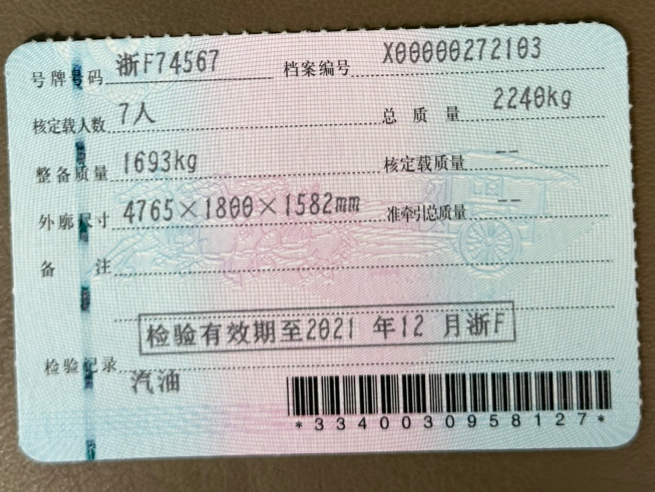 号牌号码 浙F74567 档案编号 X00000272103
核定载人数 7人 总质量 2240kg
整备质量 1693kg 核定载质量 --
外廓尺寸 4765×1800×1582mm 准牵引总质量 --
备注
检验有效期至2021 年12 月浙F
检验记录
汽油
*3340030958127*